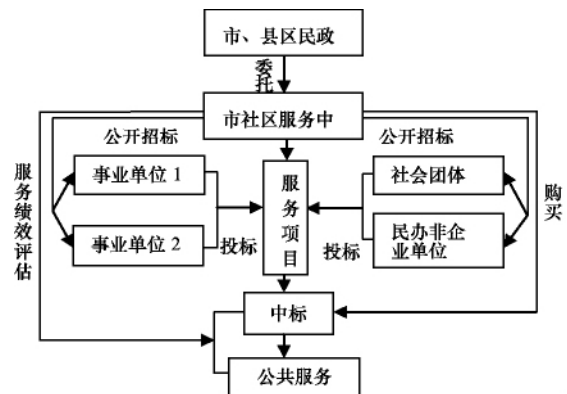 市、县区民政
委托
市社区服务中
公开招标
公开招标
事业单位 1
服务项目
社会团体
服务绩效评估
购买
事业单位 2
投标
投标
民办非企
业单位
中标
公共服务